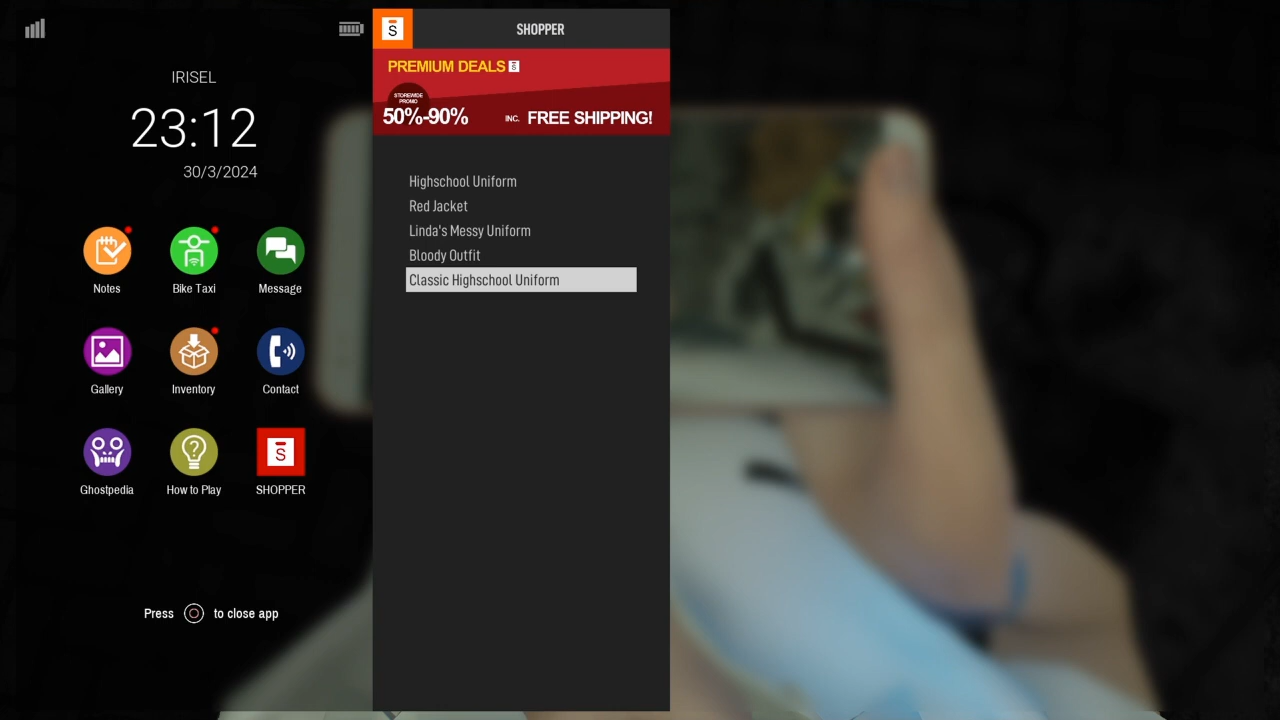 IRISEL
23:12
30/3/2024
Notes
Bike Taxi
Message
Gallery
Inventory
Contact
Ghostpedia
How to Play
S
SHOPPER
Press
to close app
S
SHOPPER
PREMIUM DEALS S
STOREWIDE
PROMO
50%-90% INC. FREE SHIPPING!
Highschool Uniform
Red Jacket
Linda's Messy Uniform
Bloody Outfit
Classic Highschool Uniform